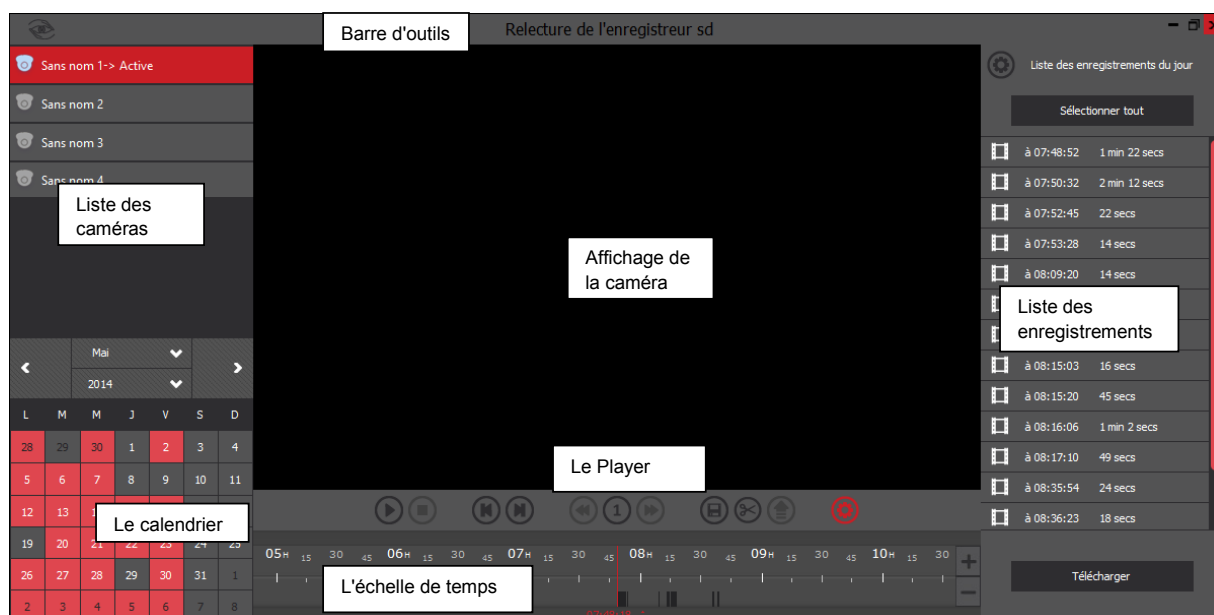 Barre d'outils
Relecture de l'enregistreur sd
Sans nom 1-> Active
Sans nom 2
Sans nom 3
Sans nom 4
Liste des
caméras
Mai
2014
L M M J V S D
28 29 30 1 2 3 4
5 6 7 8 9 10 11
12 13
Le calendrier
19 20 21 22 23 24 25
26 27 28 29 30 31 1
2 3 4 5 6 7 8
Affichage de
la caméra
Le Player
1
05H 15 30 45 06H 15 30 45 07H 15 30 45 08H 15 30 45 09H 15 30 45 10H 15 30
L'échelle de temps
Liste des enregistrements du jour
Sélectionner tout
à 07:48:52 1 min 22 secs
à 07:50:32 2 min 12 secs
à 07:52:45 22 secs
à 07:53:28 14 secs
à 08:09:20 14 secs
Liste des
enregistrements
à 08:15:03 16 secs
à 08:15:20 45 secs
à 08:16:06 1 min 2 secs
à 08:17:10 49 secs
à 08:35:54 24 secs
à 08:36:23 18 secs
Télécharger